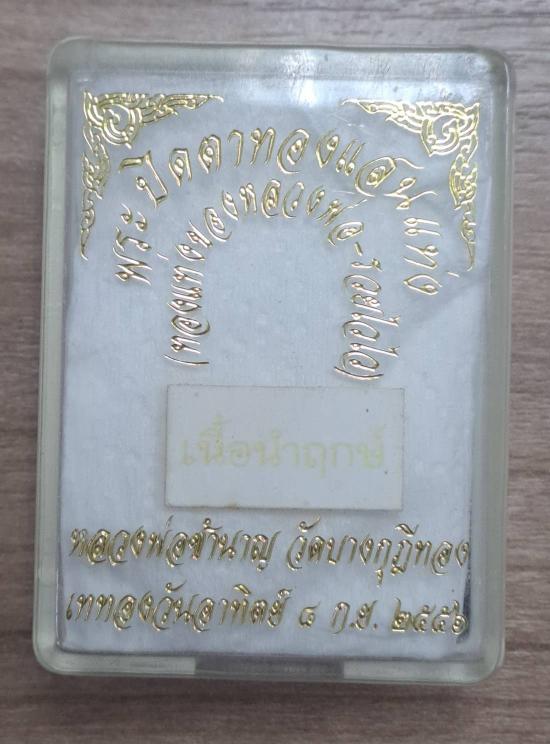 พระปิดตาทองแสนแท่ง
(ทองแท่งของหลวงพ่อ-รวยไอไอ)
เนื้อนำฤกษ์
หลวงพ่อชำนาญ วัดบางกุฎีทอง
เททองวันอาทิตย์ ๘ ก.ย. ๒๕๕๖